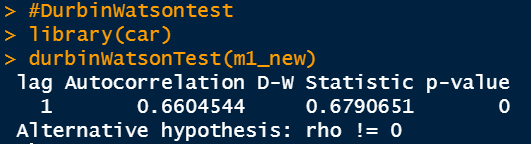 > #DurbinWatsontest
> library(car)
> durbinWatsonTest(m1_new)
lag Autocorrelation D-W Statistic p-value
1 0.6604544 0.6790651 0
Alternative hypothesis: rho != 0